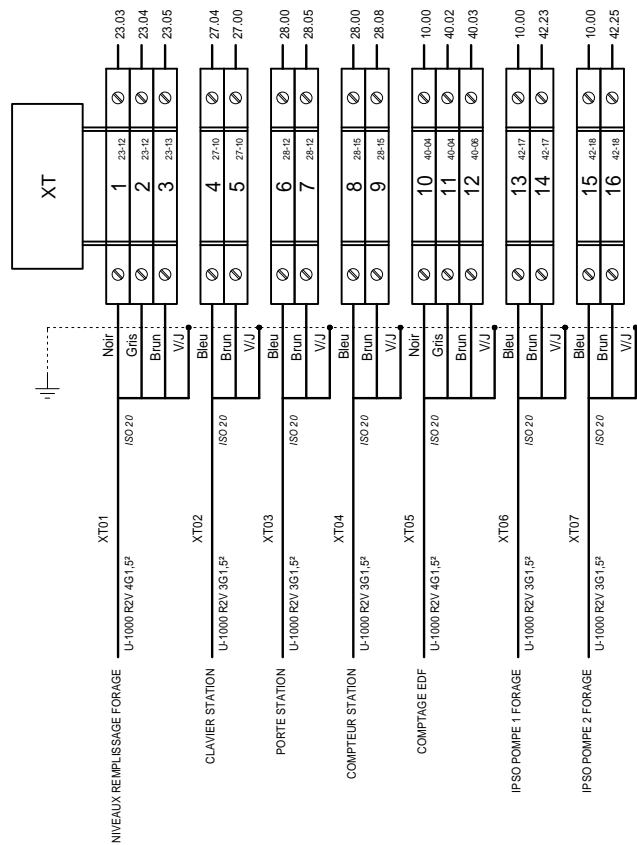 XT
NIVEAUX REMPLISSAGE FORAGE
XT01
U-1000 R2V 4G1,5²
ISO 20
Noir
Gris
Brun
V/J
1 23-12 23.03
2 23-12 23.04
3 23-13 23.05
CLAVIER STATION
XT02
U-1000 R2V 3G1,5²
ISO 20
Bleu
Brun
V/J
4 27-10 27.04
5 27-10 27.00
PORTE STATION
XT03
U-1000 R2V 3G1,5²
ISO 20
Bleu
Brun
V/J
6 28-12 28.00
7 28-12 28.05
COMPTEUR STATION
XT04
U-1000 R2V 3G1,5²
ISO 20
Bleu
Brun
V/J
8 28-15 28.00
9 28-15 28.08
COMPTAGE EDF
XT05
U-1000 R2V 4G1,5²
ISO 20
Noir
Gris
Brun
V/J
10 40-04 10.00
11 40-04 40.02
12 40-06 40.03
IPSO POMPE 1 FORAGE
XT06
U-1000 R2V 3G1,5²
ISO 20
Bleu
Brun
V/J
13 42-17 10.00
14 42-17 42.23
IPSO POMPE 2 FORAGE
XT07
U-1000 R2V 3G1,5²
ISO 20
Bleu
Brun
V/J
15 42-18 10.00
16 42-18 42.25